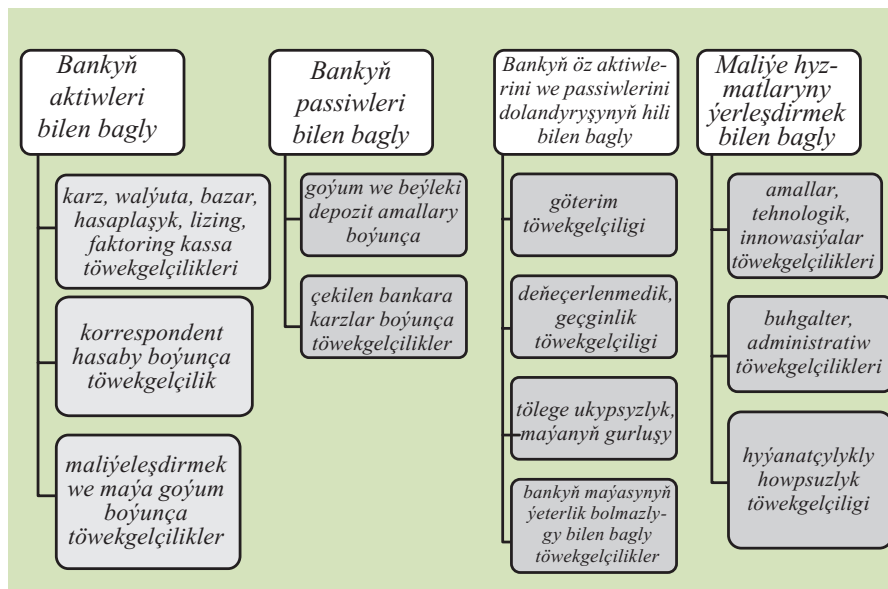 Bankyň
aktiwleri
bilen bagly
karz, walýuta, bazar,
hasaplaşyk, lizing,
faktoring kassa
töwekgelçilikleri
korrespondent
hasaby boýunça
töwekgelçilik
maliýeleşdirmek
we maýa goýum
boýunça
töwekgelçilikler
Bankyň
passiwleri
bilen bagly
goýum we beýleki
depozit amallary
boýunça
çekilen bankara
karzlar boýunça
töwekgelçilikler
Bankyň öz aktiwle-
rini we passiwlerini
dolandyryşynyň hili
bilen bagly
göterim
töwekgelçiligi
deňeçerlenmedik,
geçginlik
töwekgelçiligi
tölege ukypsyzlyk,
maýanyň gurluşy
bankyň maýasynyň
ýeterlik bolmazly-
gy bilen bagly
töwekgelçilikler
Maliýe hyz-
matlaryny
ýerleşdirmek
bilen bagly
amallar,
tehnologik,
innowasiýalar
töwekgelçilikleri
buhgalter,
administratiw
töwekgelçilikleri
hyýanatçylykly
howpsuzlyk
töwekgelçiligi